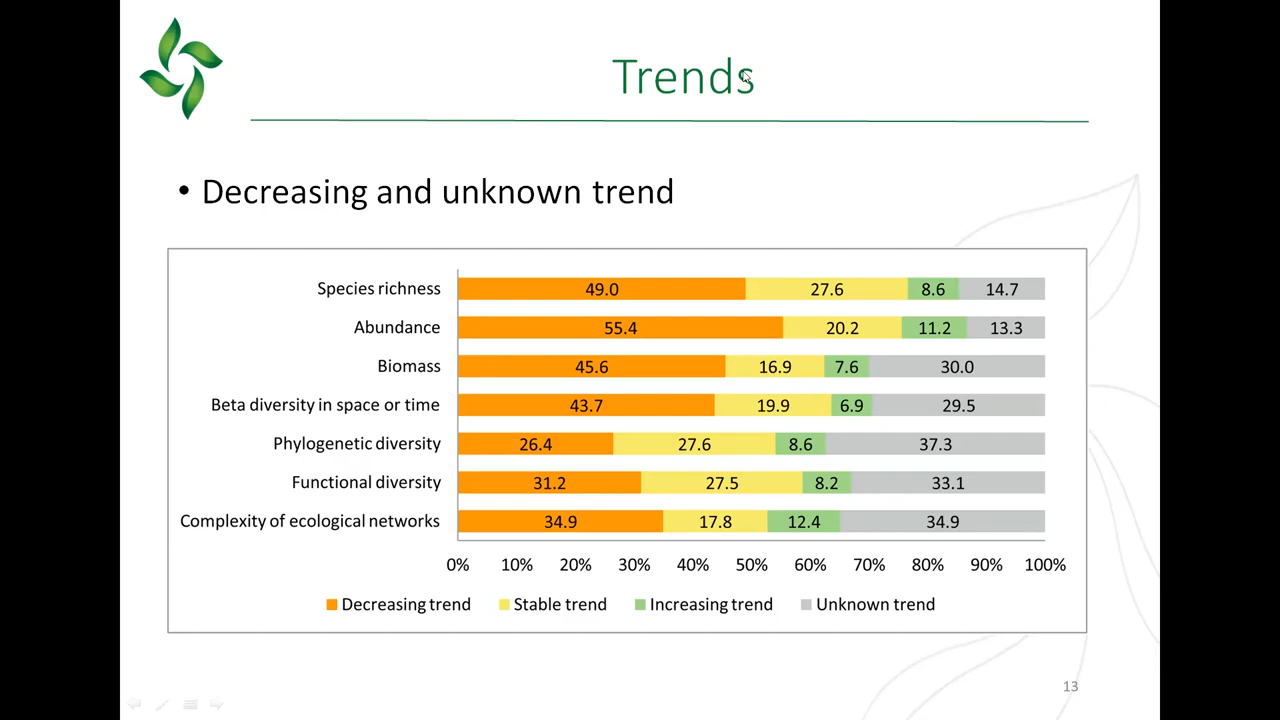 Trends
• Decreasing and unknown trend
Species richness 49.0 27.6 8.6 14.7
Abundance 55.4 20.2 11.2 13.3
Biomass 45.6 16.9 7.6 30.0
Beta diversity in space or time 43.7 19.9 6.9 29.5
Phylogenetic diversity 26.4 27.6 8.6 37.3
Functional diversity 31.2 27.5 8.2 33.1
Complexity of ecological networks 34.9 17.8 12.4 34.9
0% 10% 20% 30% 40% 50% 60% 70% 80% 90% 100%
Decreasing trend Stable trend Increasing trend Unknown trend
13